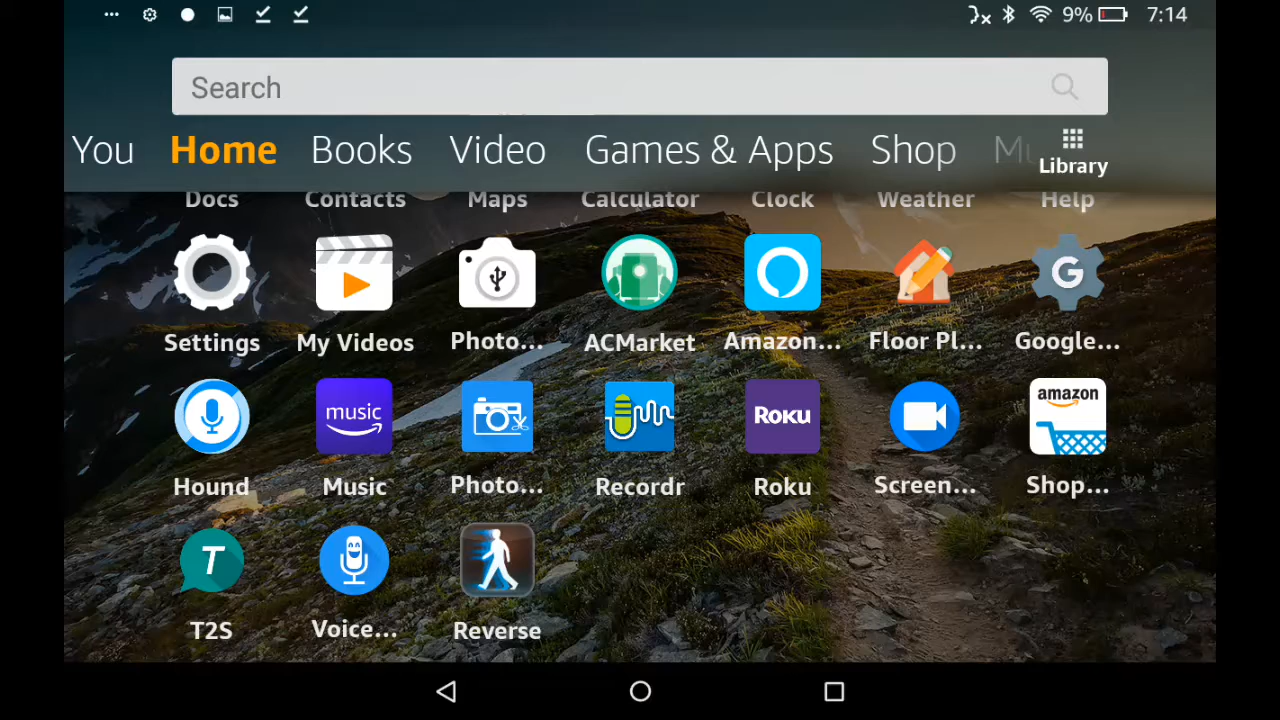 9% 7:14
Search
You Home Books Video Games & Apps Shop Mu Library
Docs Contacts Maps Calculator Clock Weather Help
G
Settings My Videos Photo... ACMarket Amazon... Floor Pl... Google...
music Roku amazon
Hound Music Photo... Recordr Roku Screen... Shop...
T
T2S Voice... Reverse